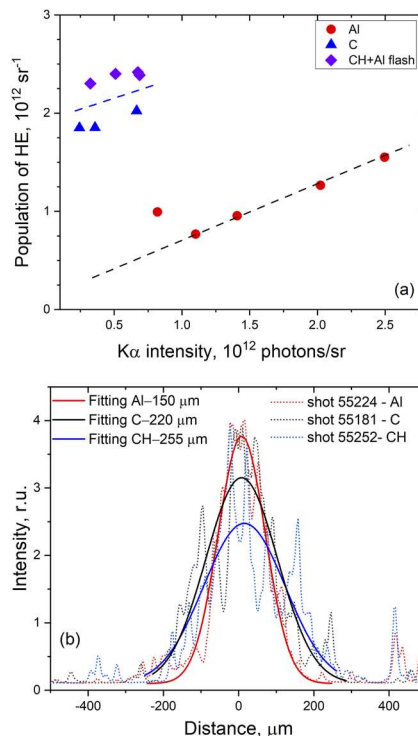 Al
C
CH+Al flash
Population of HE, 10¹² sr⁻¹
3
2
1
0
0.5
1.0
1.5
2.0
2.5
(a)
Kα intensity, 10¹² photons/sr
Fitting Al–150 μm
Fitting C–220 μm
Fitting CH–255 μm
shot 55224 - Al
shot 55181 - C
shot 55252- CH
Intensity, r.u.
4
3
2
1
0
(b)
-400
-200
0
200
400
Distance, μm